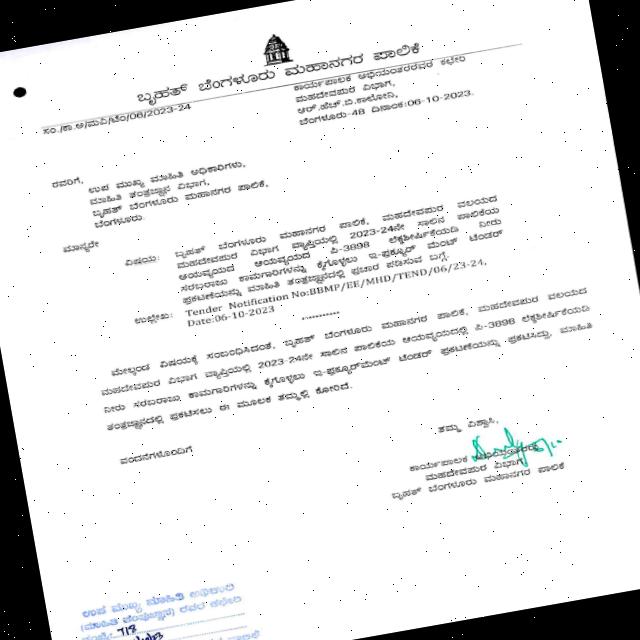 ಬೃಹತ್ ಬೆಂಗಳೂರು ಮಹಾನಗರ ಪಾಲಿಕೆ
ಸಂ./ಕಾ.ಅ/ಮವಿ/ಟೆಂ/06/2023-24
ಕಾರ್ಯಪಾಲಕ ಅಭಿಯಂತರರವರ ಕಛೇರಿ
ಮಹದೇವಪುರ ವಿಭಾಗ,
ಆರ್.ಹೆಚ್.ಬಿ.ಕಾಲೋನಿ,
ಬೆಂಗಳೂರು-48 ದಿನಾಂಕ:06-10-2023.
ರವರಿಗೆ,
ಉಪ ಮುಖ್ಯ ಮಾಹಿತಿ ಅಧಿಕಾರಿಗಳು,
ಮಾಹಿತಿ ತಂತ್ರಜ್ಞಾನ ವಿಭಾಗ,
ಬೃಹತ್ ಬೆಂಗಳೂರು ಮಹಾನಗರ ಪಾಲಿಕೆ,
ಬೆಂಗಳೂರು.
ಮಾನ್ಯರೇ
ವಿಷಯ: ಬೃಹತ್ ಬೆಂಗಳೂರು ಮಹಾನಗರ ಪಾಲಿಕೆ, ಮಹದೇವಪುರ ವಲಯದ
ಮಹದೇವಪುರ ವಿಭಾಗ ವ್ಯಾಪ್ತಿಯಲ್ಲಿ 2023-24ನೇ ಸಾಲಿನ ಪಾಲಿಕೆಯ
ಆಯವ್ಯಯದ ಆಯವ್ಯಯದ ಪಿ-3898 ಲೆಕ್ಕಶೀರ್ಷಿಕೆಯಡಿ ನೀರು
ಸರಬರಾಜು ಕಾಮಗಾರಿಗಳನ್ನು ಕೈಗೊಳ್ಳಲು ಇ-ಪ್ರಕ್ಯೂರ್ ಮೆಂಟ್ ಟೆಂಡರ್
ಪ್ರಕಟಣೆಯನ್ನು ಮಾಹಿತಿ ತಂತ್ರಜ್ಞಾನದಲ್ಲಿ ಪ್ರಚಾರ ಪಡಿಸುವ ಬಗ್ಗೆ.
ಉಲ್ಲೇಖ: Tender Notification No:BBMP/EE/MHD/TEND/06/23-24,
Date:06-10-2023
***********
ಮೇಲ್ಕಂಡ ವಿಷಯಕ್ಕೆ ಸಂಬಂಧಿಸಿದಂತೆ, ಬೃಹತ್ ಬೆಂಗಳೂರು ಮಹಾನಗರ ಪಾಲಿಕೆ, ಮಹದೇವಪುರ ವಲಯದ
ಮಹದೇವಪುರ ವಿಭಾಗ ವ್ಯಾಪ್ತಿಯಲ್ಲಿ 2023-24ನೇ ಸಾಲಿನ ಪಾಲಿಕೆಯ ಆಯವ್ಯಯದಲ್ಲಿ ಪಿ-3898 ಲೆಕ್ಕಶೀರ್ಷಿಕೆಯಡಿ
ನೀರು ಸರಬರಾಜು ಕಾಮಗಾರಿಗಳನ್ನು ಕೈಗೊಳ್ಳಲು ಇ-ಪ್ರಕ್ಯೂರ್‌ಮೆಂಟ್ ಟೆಂಡರ್ ಪ್ರಕಟಣೆಯನ್ನು ಪ್ರಕಟಿಸಿದ್ದು, ಮಾಹಿತಿ
ತಂತ್ರಜ್ಞಾನದಲ್ಲಿ ಪ್ರಕಟಿಸಲು ಈ ಮೂಲಕ ತಮ್ಮಲ್ಲಿ ಕೋರಿದೆ.
ವಂದನೆಗಳೊಂದಿಗೆ
ತಮ್ಮ ವಿಶ್ವಾಸಿ,
ಕಾರ್ಯಪಾಲಕ
ಮಹದೇವಪುರ ವಿಭಾಗ
ಬೃಹತ್ ಬೆಂಗಳೂರು ಮಹಾನಗರ ಪಾಲಿಕೆ
ಉಪ ಮುಖ್ಯ ಮಾಹಿತಿ ಅಧಿಕಾರಿ
ರವರ ಕಛೇರಿ